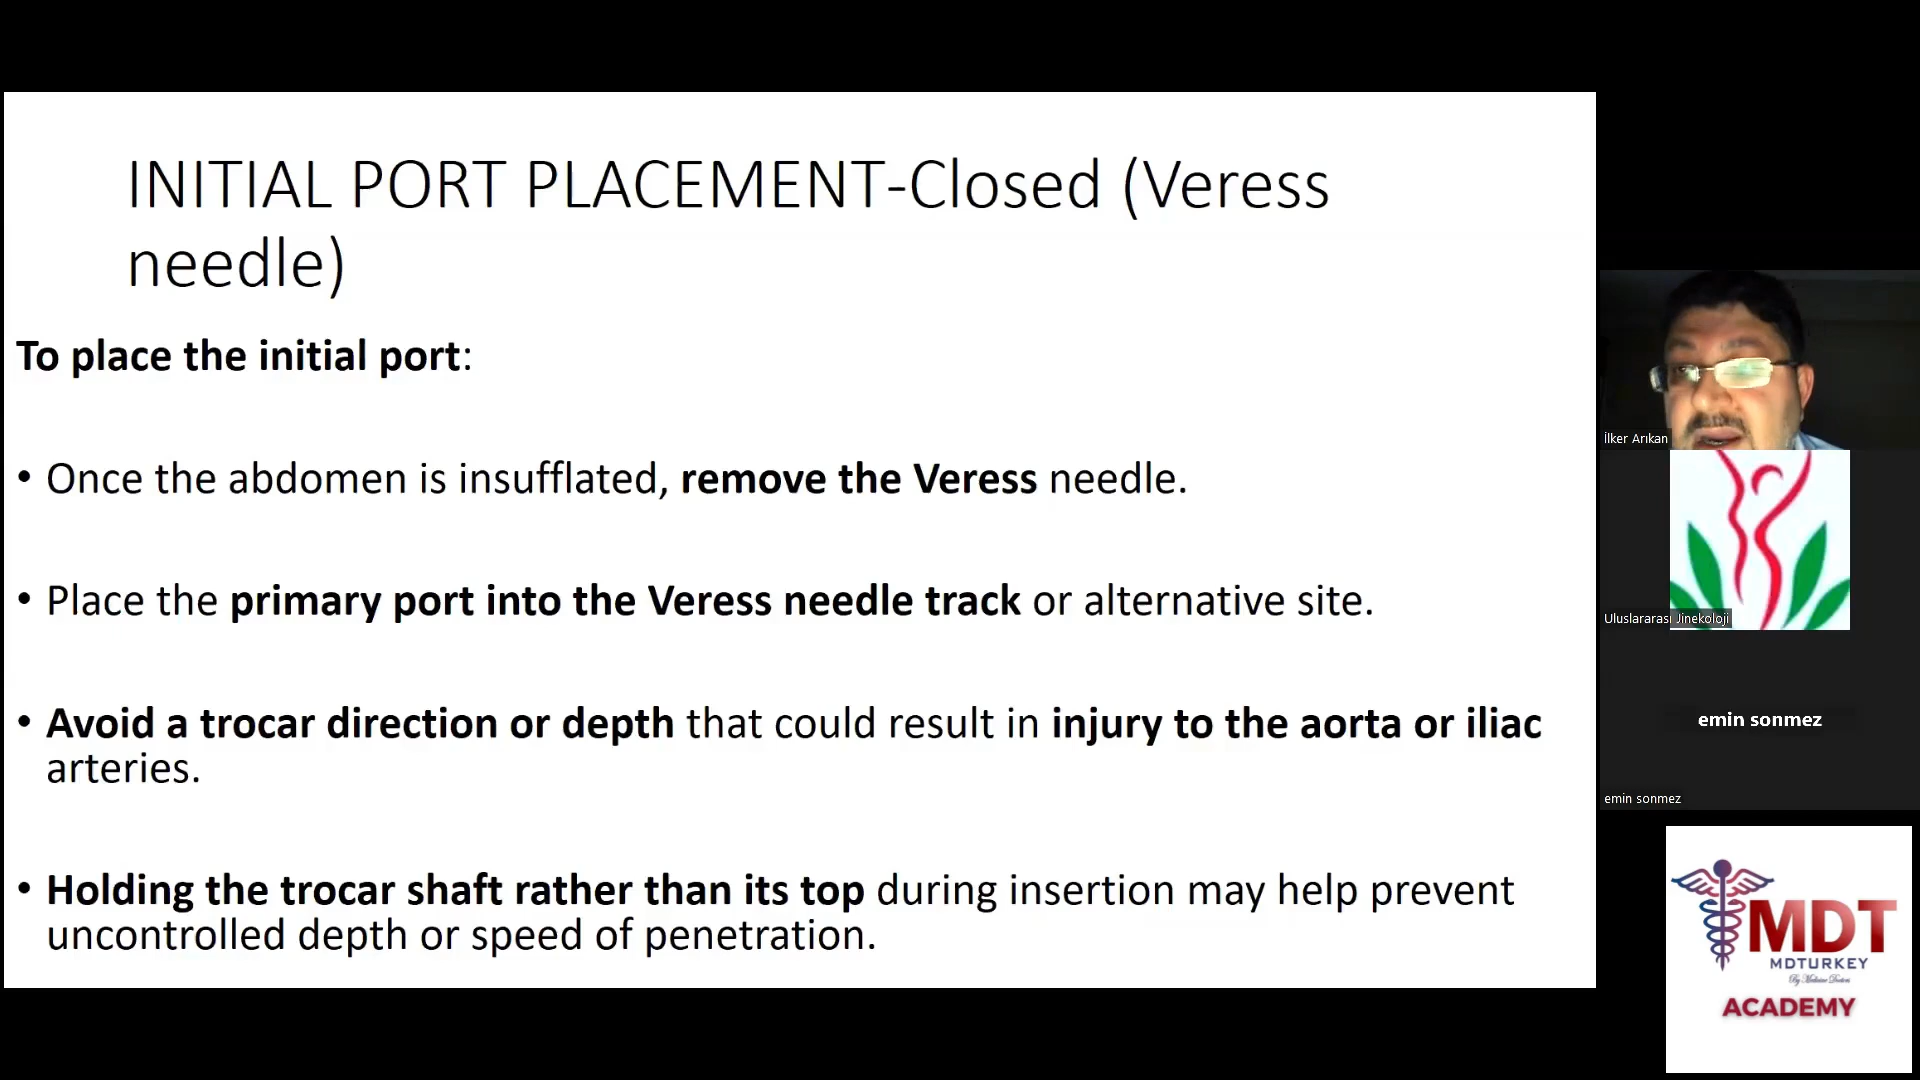 INITIAL PORT PLACEMENT-Closed (Veress
needle)
To place the initial port:
• Once the abdomen is insufflated, remove the Veress needle.
• Place the primary port into the Veress needle track or alternative site.
• Avoid a trocar direction or depth that could result in injury to the aorta or iliac
arteries.
• Holding the trocar shaft rather than its top during insertion may help prevent
uncontrolled depth or speed of penetration.
İlker Arıkan
Uluslararası Jinekoloji
emin sonmez
emin sonmez
MDT
MDTURKEY
By Medicine Doctors
ACADEMY